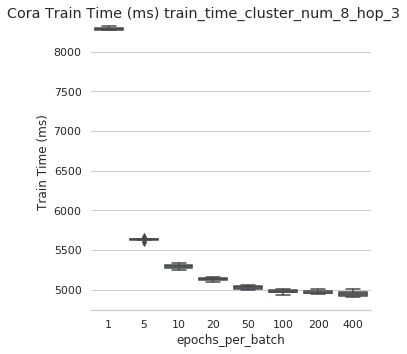 Cora Train Time (ms) train_time_cluster_num_8_hop_3
8000
7500
7000
6500
6000
5500
5000
Train Time (ms)
1 5 10 20 50 100 200 400
epochs_per_batch